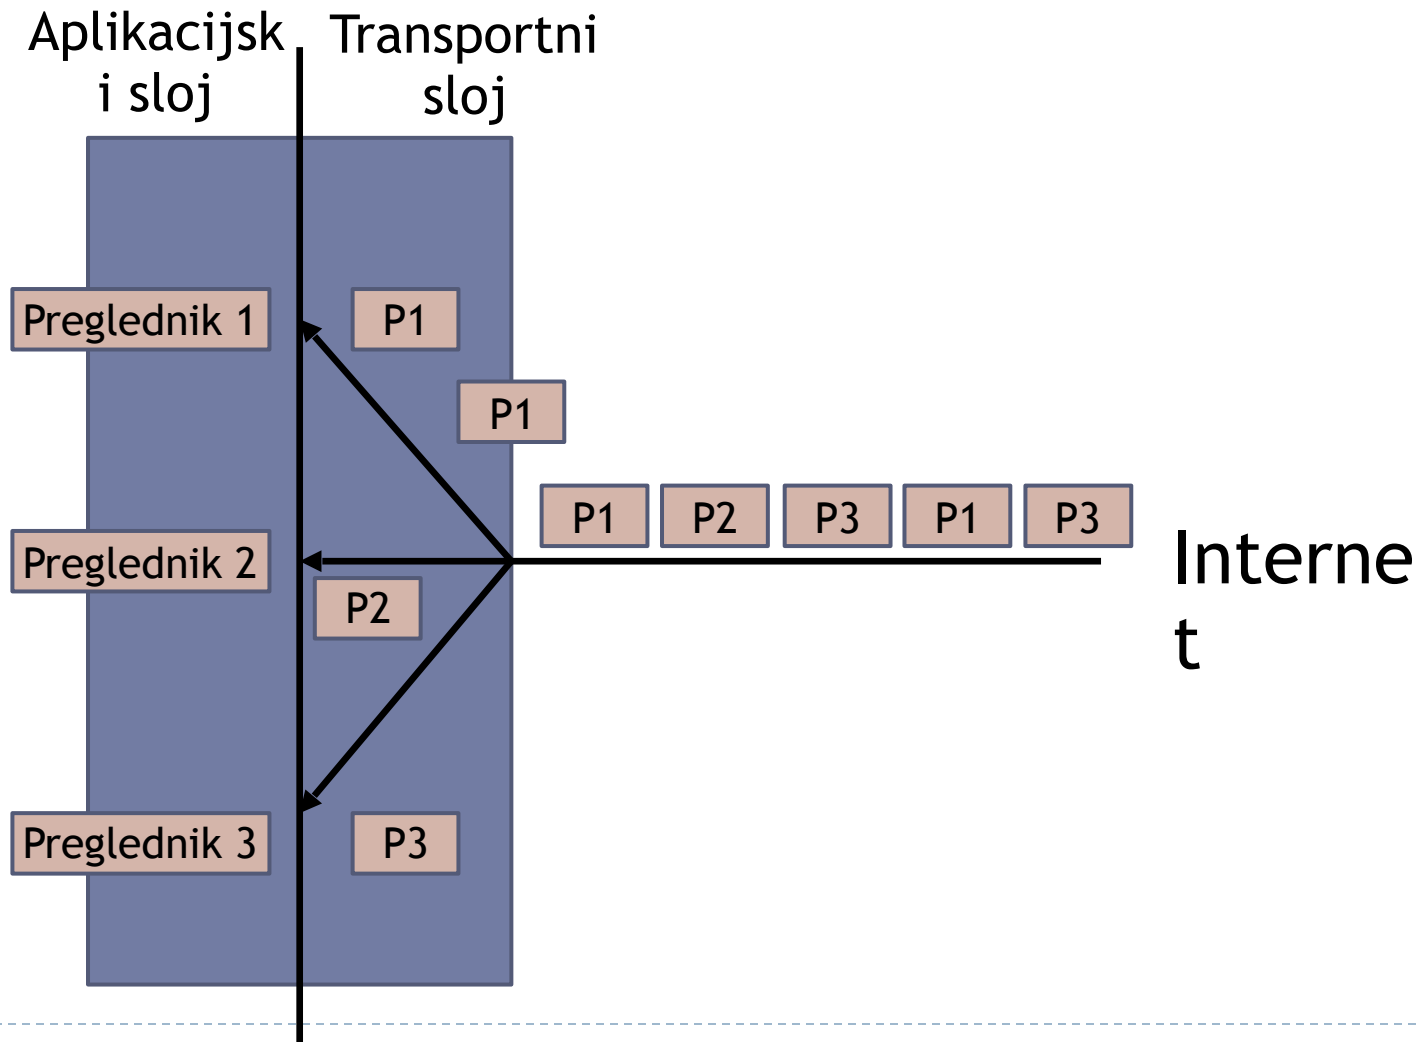 Aplikacijsk
i sloj
Transportni
sloj
Preglednik 1
P1
P1
P1
P2
P3
P1
P3
Interne
t
Preglednik 2
P2
Preglednik 3
P3